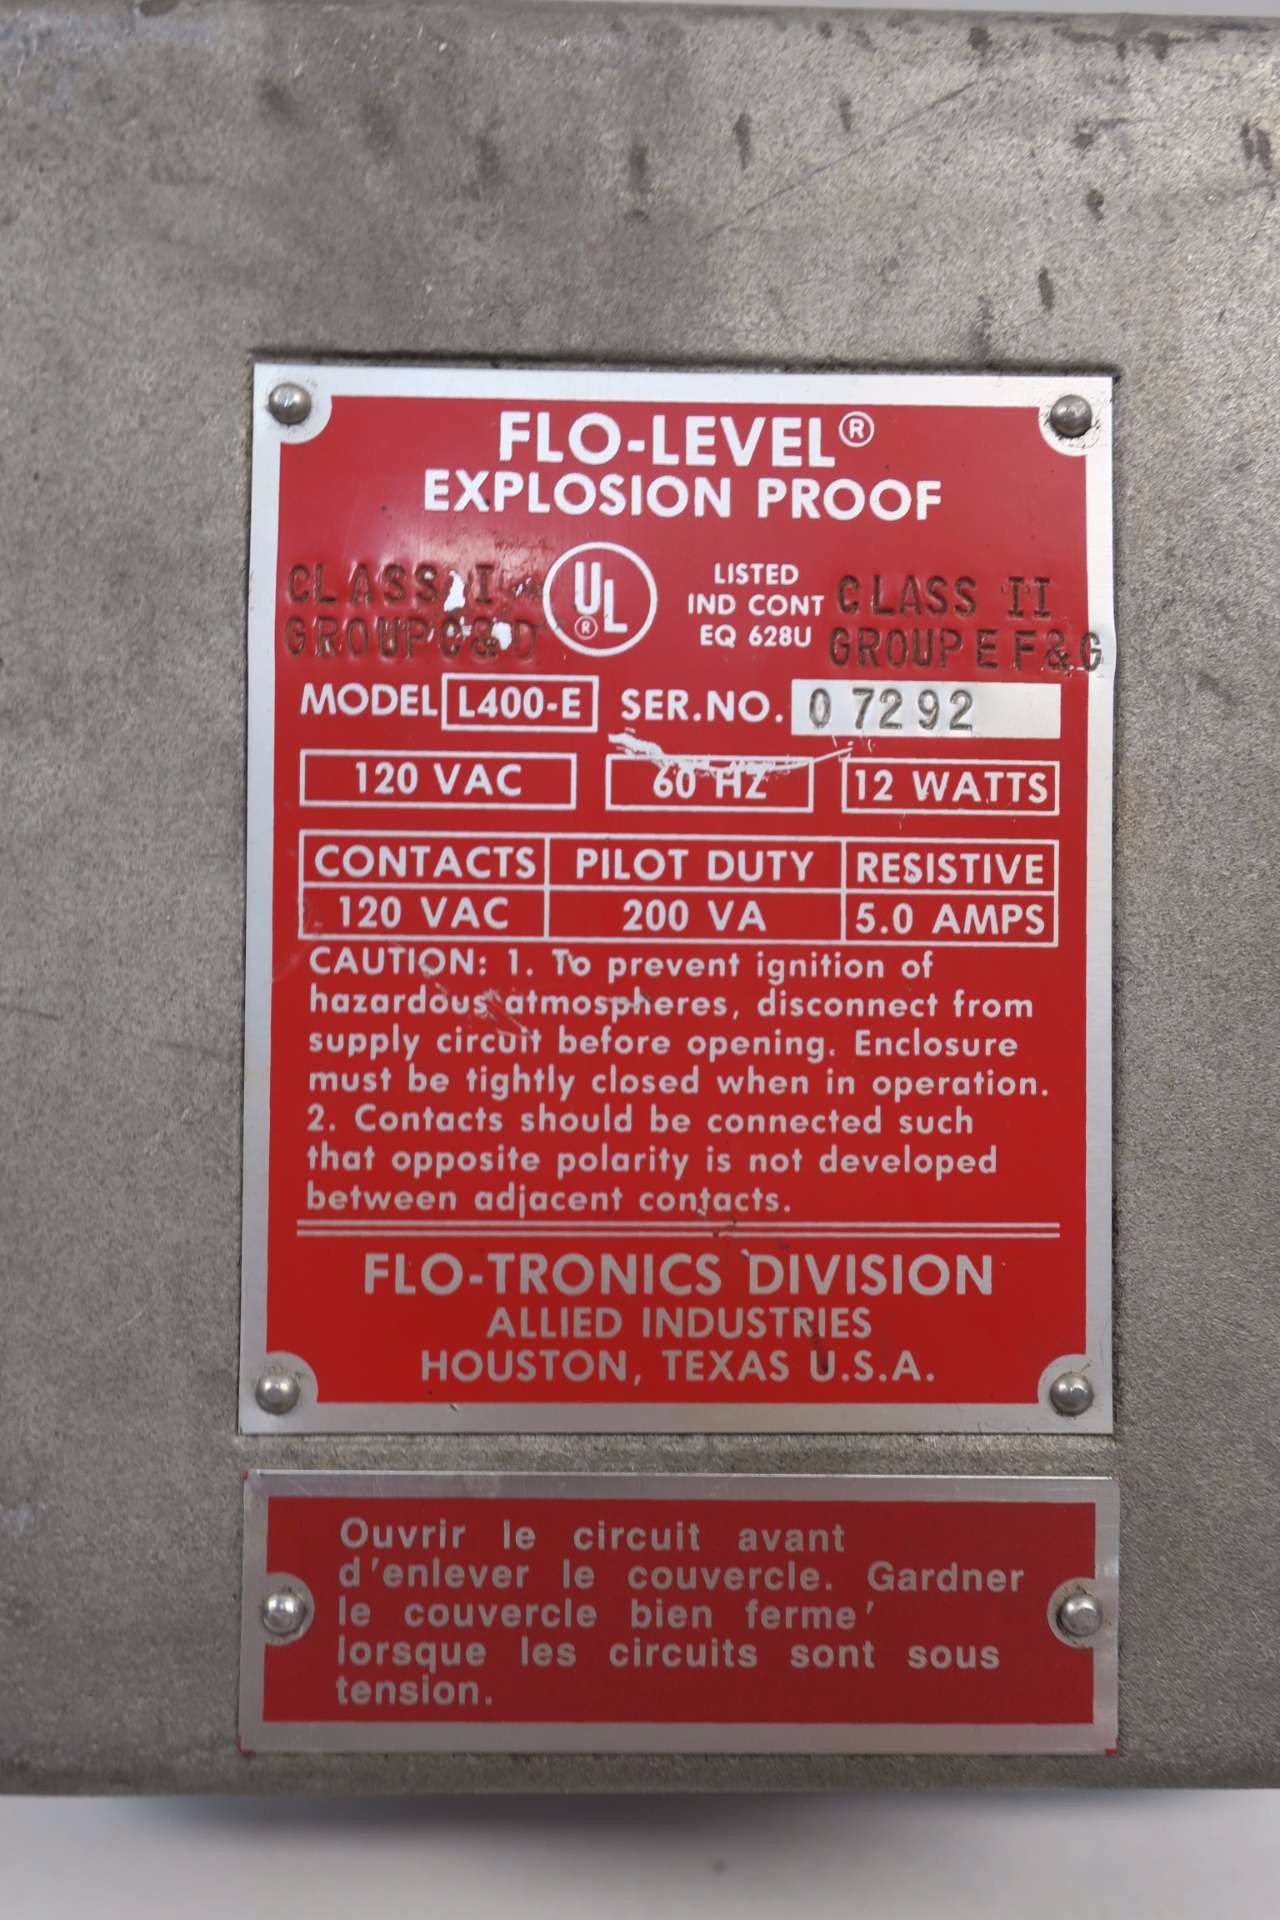 FLO-LEVEL®
EXPLOSION PROOF
CLASS I
GROUP C&D
UL ®
LISTED
IND CONT
EQ 628U
CLASS II
GROUP E F&G
MODEL L400-E SER.NO. 07292
120 VAC 60 HZ 12 WATTS
CONTACTS PILOT DUTY RESISTIVE
120 VAC 200 VA 5.0 AMPS
CAUTION: 1. To prevent ignition of
hazardous atmospheres, disconnect from
supply circuit before opening. Enclosure
must be tightly closed when in operation.
2. Contacts should be connected such
that opposite polarity is not developed
between adjacent contacts.
FLO-TRONICS DIVISION
ALLIED INDUSTRIES
HOUSTON, TEXAS U.S.A.
Ouvrir le circuit avant
d'enlever le couvercle. Gardner
le couvercle bien ferme'
lorsque les circuits sont sous
tension.